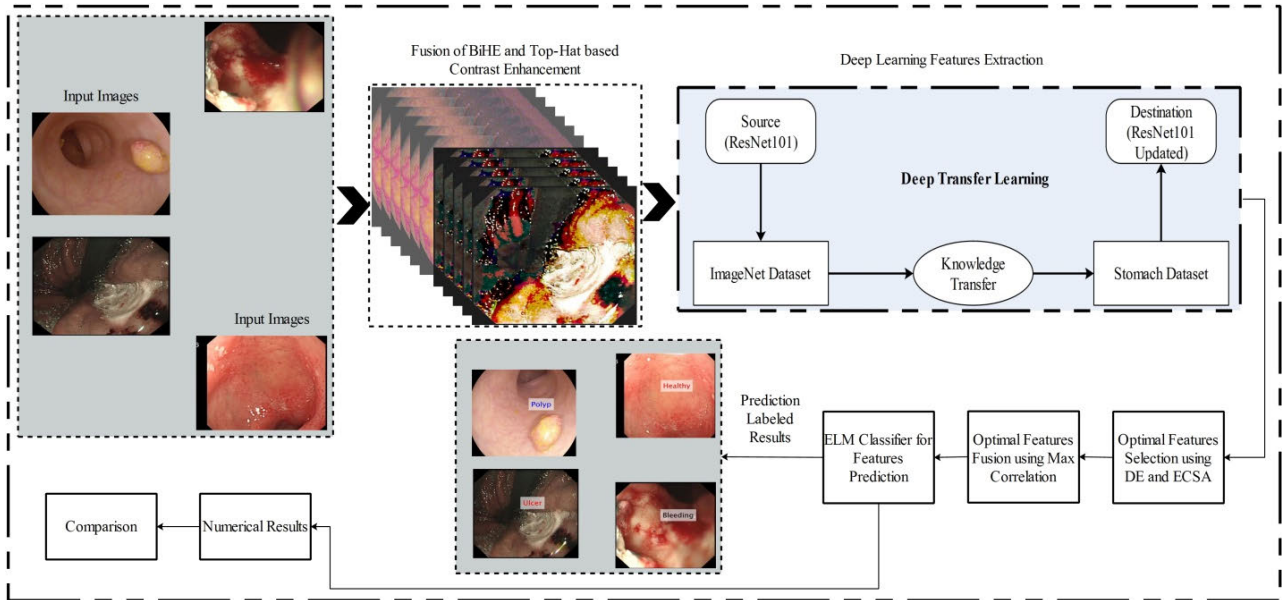 Input Images
Input Images
Fusion of BiHE and Top-Hat based
Contrast Enhancement
Deep Learning Features Extraction
Source
(ResNet101)
Destination
(ResNet101
Updated)
Deep Transfer Learning
ImageNet Dataset
Knowledge
Transfer
Stomach Dataset
Optimal Features
Selection using
DE and ECSA
Optimal Features
Fusion using Max
Correlation
ELM Classifier for
Features
Prediction
Prediction
Labeled
Results
Polyp
Healthy
Ulcer
Bleeding
Numerical Results
Comparison